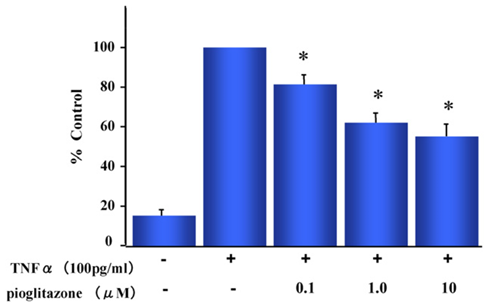 % Control
100
80
60
40
20
0
* * *
TNFα (100pg/ml) - + + + +
pioglitazone (μM) - - 0.1 1.0 10